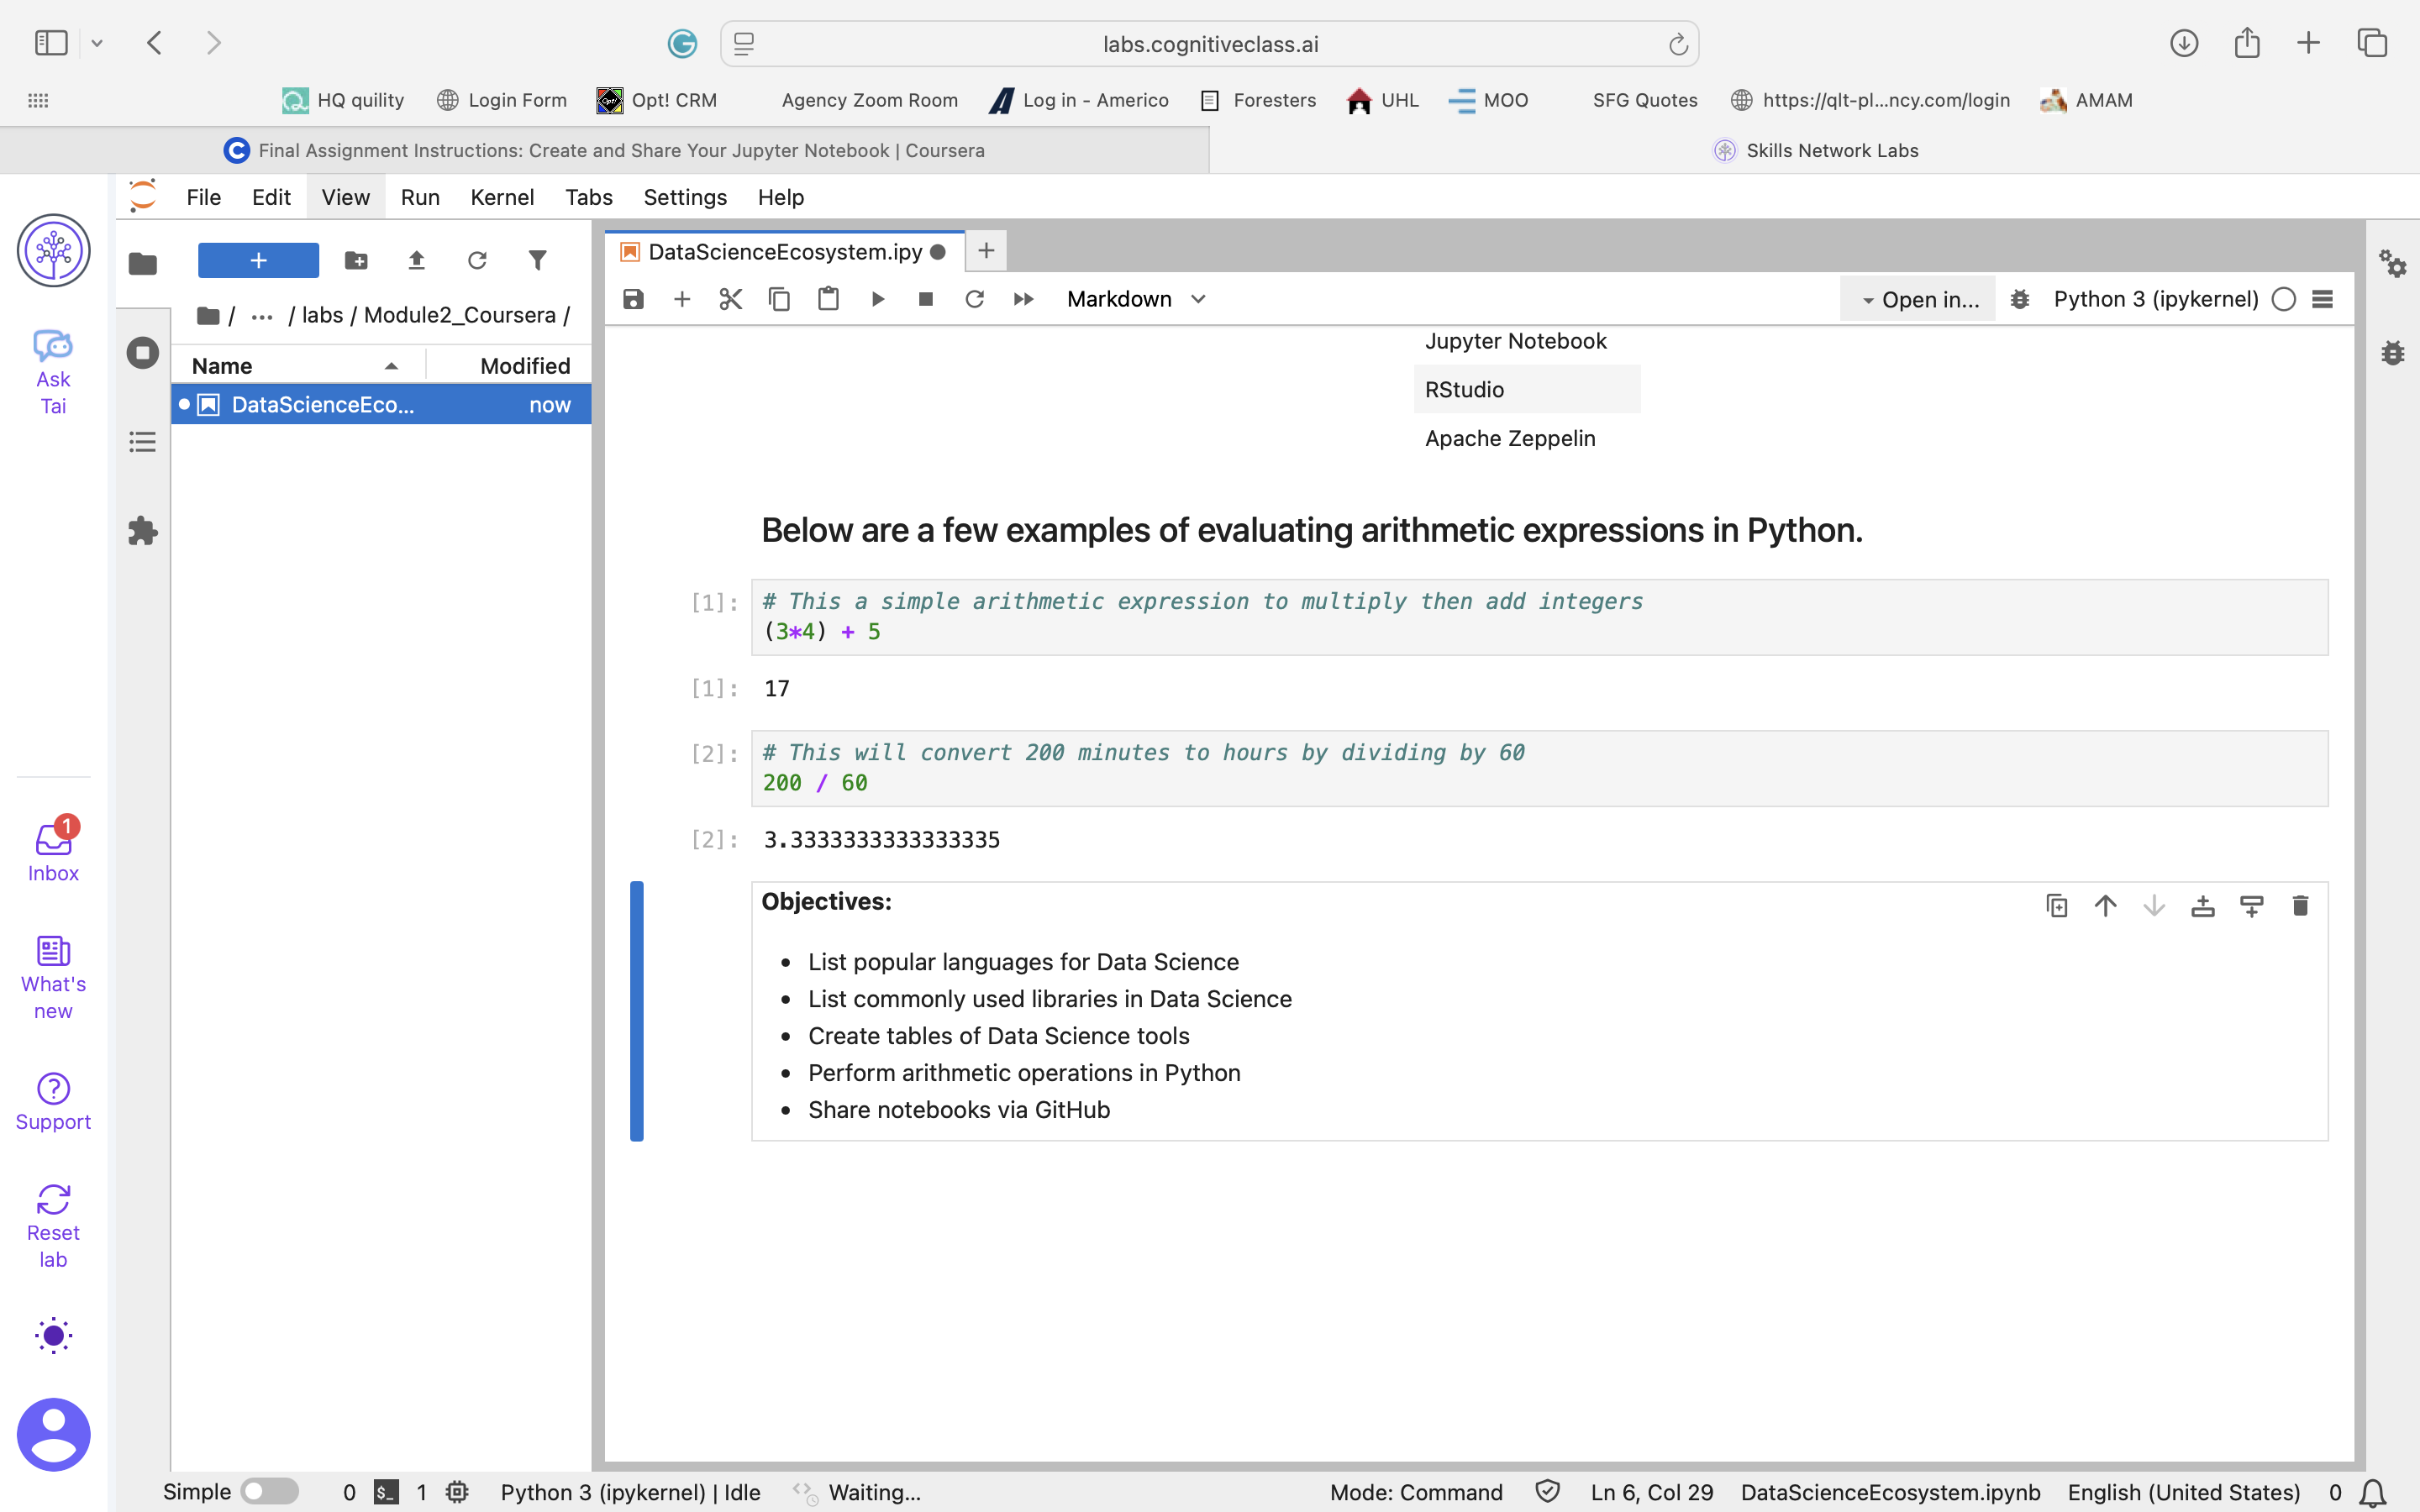 labs.cognitiveclass.ai
HQ quility
Login Form
Opt! CRM
Agency Zoom Room
Log in - Americo
Foresters
UHL
MOO
SFG Quotes
https://qlt-pl...ncy.com/login
AMAM
Final Assignment Instructions: Create and Share Your Jupyter Notebook | Coursera
Skills Network Labs
File Edit View Run Kernel Tabs Settings Help
Ask
Tai
1
Inbox
What's
new
Support
Reset
lab
/ ... / labs / Module2_Coursera /
Name Modified
DataScienceEco... now
DataScienceEcosystem.ipy
Markdown
Open in...
Python 3 (ipykernel)
Jupyter Notebook
RStudio
Apache Zeppelin
Below are a few examples of evaluating arithmetic expressions in Python.
[1]: # This a simple arithmetic expression to multiply then add integers
(3*4) + 5
[1]: 17
[2]: # This will convert 200 minutes to hours by dividing by 60
200 / 60
[2]: 3.3333333333333335
Objectives:
• List popular languages for Data Science
• List commonly used libraries in Data Science
• Create tables of Data Science tools
• Perform arithmetic operations in Python
• Share notebooks via GitHub
Simple 0 $_ 1 Python 3 (ipykernel) | Idle Waiting... Mode: Command Ln 6, Col 29 DataScienceEcosystem.ipynb English (United States) 0